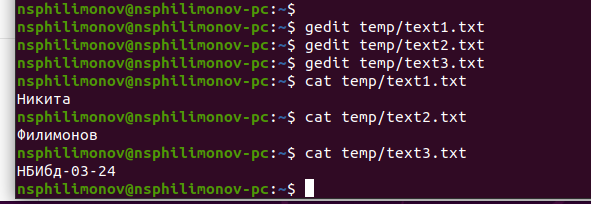 nsphilimonov@nsphilimonov-pc:~$
nsphilimonov@nsphilimonov-pc:~$ gedit temp/text1.txt
nsphilimonov@nsphilimonov-pc:~$ gedit temp/text2.txt
nsphilimonov@nsphilimonov-pc:~$ gedit temp/text3.txt
nsphilimonov@nsphilimonov-pc:~$ cat temp/text1.txt
Никита
nsphilimonov@nsphilimonov-pc:~$ cat temp/text2.txt
Филимонов
nsphilimonov@nsphilimonov-pc:~$ cat temp/text3.txt
НБИбд-03-24
nsphilimonov@nsphilimonov-pc:~$